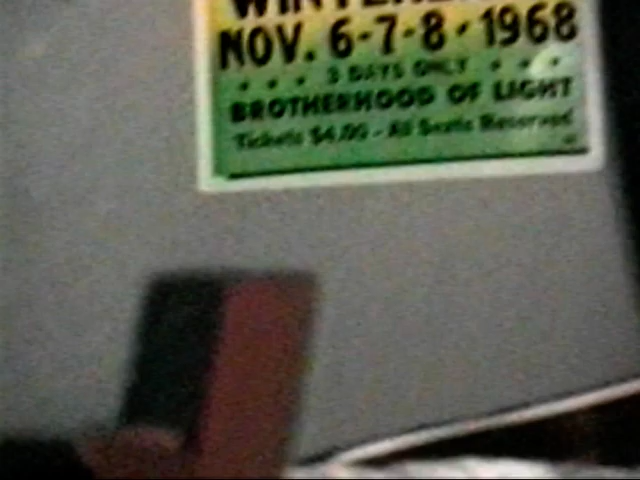 NOV. 6-7-8 • 1968
3 DAYS ONLY
BROTHERHOOD OF LIGHT
Tickets $4.00 - All Seats Reserved